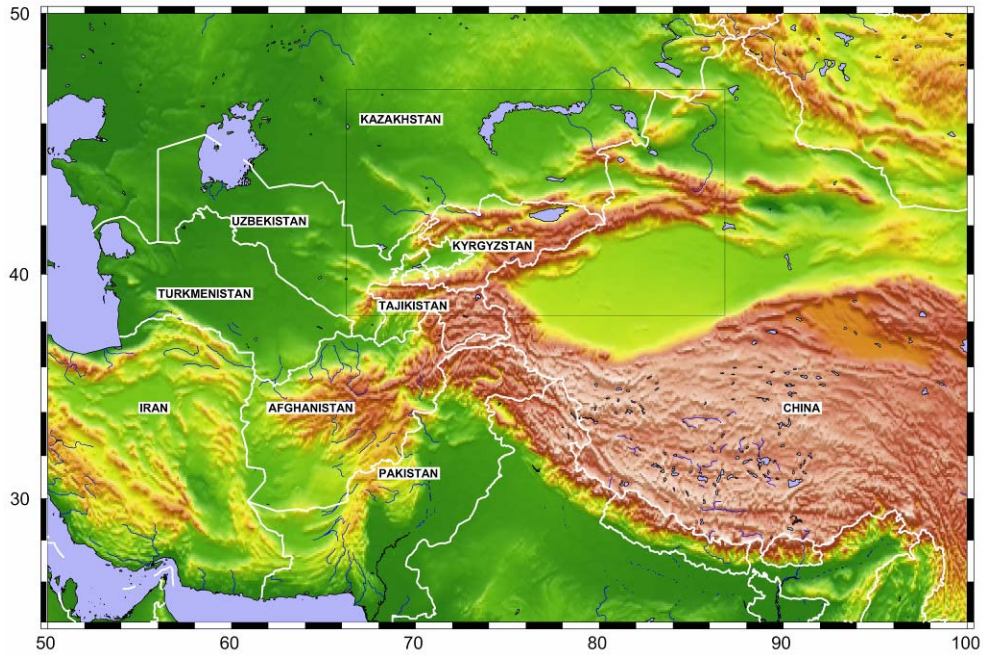 50
KAZAKHSTAN
UZBEKISTAN
KYRGYZSTAN
40
TURKMENISTAN
TAJIKISTAN
IRAN
AFGHANISTAN
CHINA
PAKISTAN
30
50 60 70 80 90 100